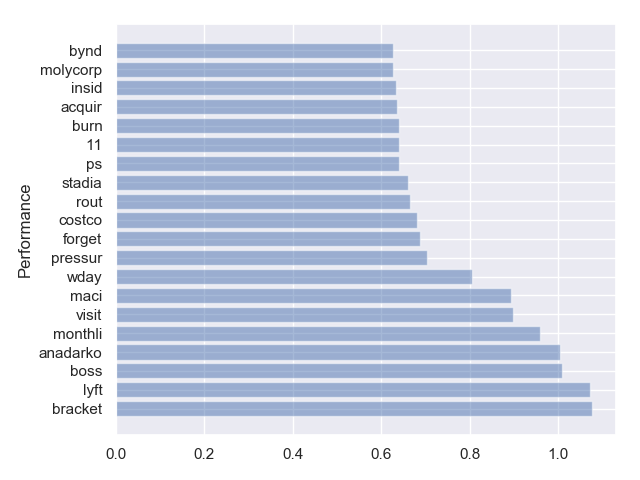 bynd
molycorp
insid
acquir
burn
11
ps
stadia
rout
costco
forget
pressur
wday
maci
visit
monthli
anadarko
boss
lyft
bracket
Performance
0.0 0.2 0.4 0.6 0.8 1.0